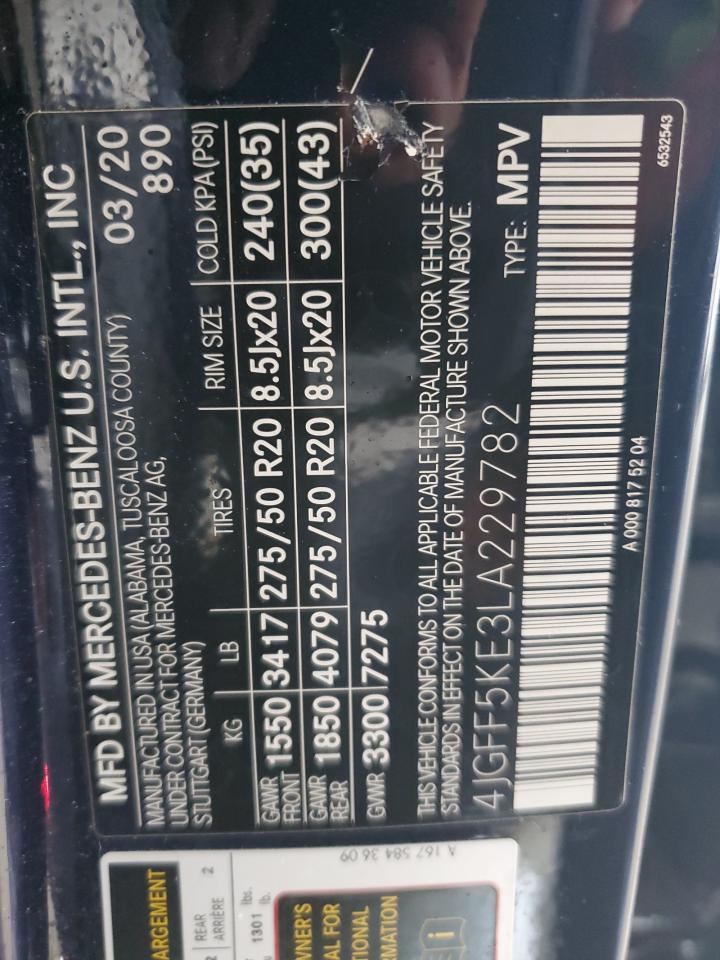 MFD BY MERCEDES-BENZ U.S. INTL., INC
MANUFACTURED IN USA (ALABAMA, TUSCALOOSA COUNTY) 03/20
UNDER CONTRACT FOR MERCEDES-BENZ AG, 890
STUTTGART (GERMANY)
KG LB TIRES RIM SIZE COLD KPA (PSI)
GAWR FRONT 1550 3417 275/50 R20 8.5Jx20 240(35)
GAWR REAR 1850 4079 275/50 R20 8.5Jx20 300(43)
GVWR 3300 7275
THIS VEHICLE CONFORMS TO ALL APPLICABLE FEDERAL MOTOR VEHICLE SAFETY
STANDARDS IN EFFECT ON THE DATE OF MANUFACTURE SHOWN ABOVE.
4JGFF5KE3LA229782 TYPE: MPV
A 000 817 52 04
6532543
A 167 584 36 09
ARGEMENT
REAR 2
ARRIÈRE
1301 lbs.
lb.
WNER'S
AL FOR
TIONAL
RMATION
i